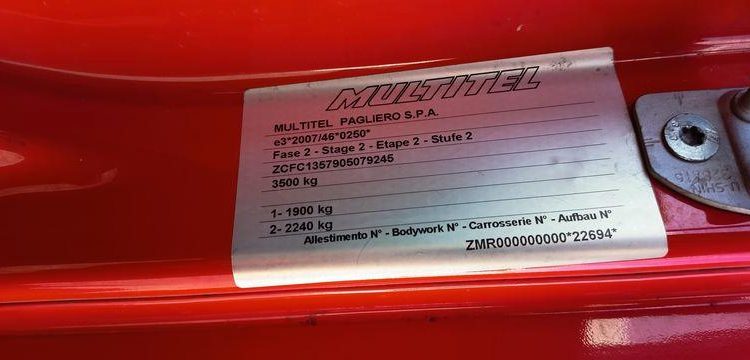 MULTITEL
MULTITEL PAGLIERO S.P.A.
e3*2007/46*0250*
Fase 2 - Stage 2 - Etape 2 - Stufe 2
ZCFC1357905079245
3500 kg
1- 1900 kg
2- 2240 kg
Allestimento N° - Bodywork N° - Carrosserie N° - Aufbau N°
ZMR000000000*22694*